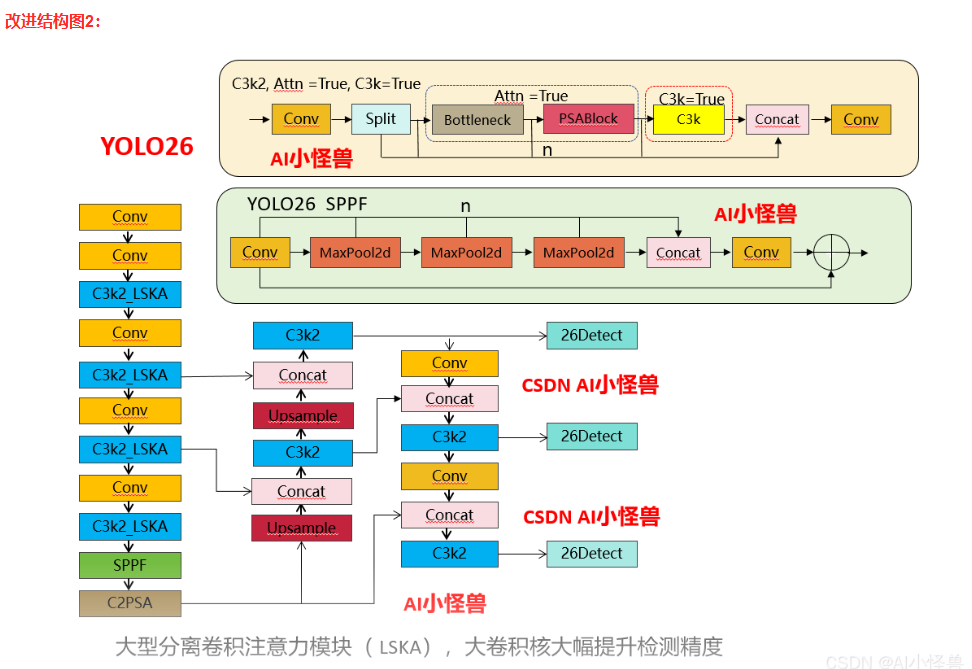 改进结构图2:
C3k2, Attn =True, C3k=True
Attn =True
C3k=True
Conv
Split
Bottleneck
PSABlock
C3k
Concat
Conv
n
AI小怪兽
YOLO26
YOLO26 SPPF
n
AI小怪兽
Conv
MaxPool2d
MaxPool2d
MaxPool2d
Concat
Conv
Conv
Conv
C3k2_LSKA
Conv
C3k2_LSKA
Conv
C3k2_LSKA
Conv
C3k2_LSKA
SPPF
C2PSA
C3k2
Concat
Upsample
C3k2
Concat
Upsample
Conv
Concat
C3k2
Conv
Concat
C3k2
26Detect
CSDN AI小怪兽
26Detect
CSDN AI小怪兽
26Detect
AI小怪兽
大型分离卷积注意力模块（ LSKA），大卷积核大幅提升检测精度
CSDN @AI小怪兽